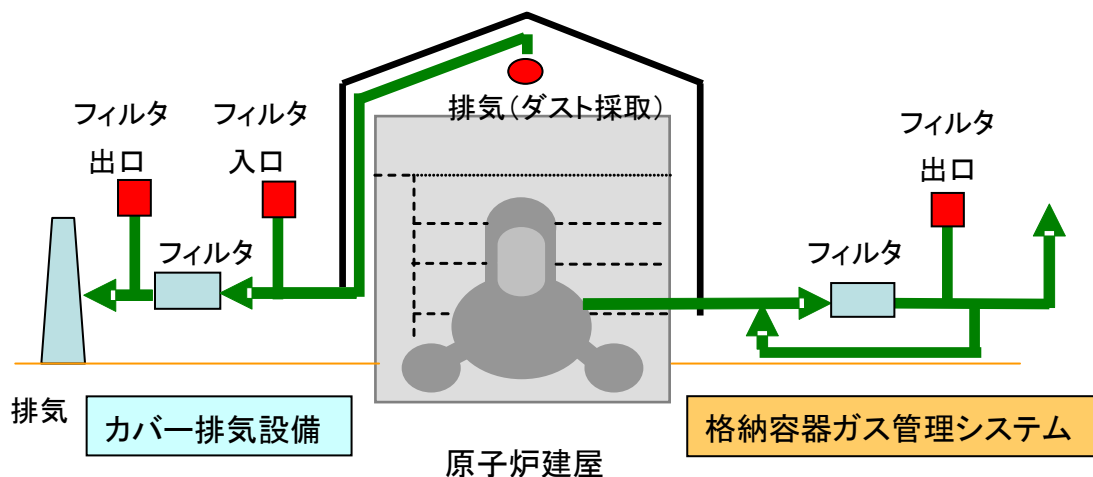 排気(ダスト採取)
フィルタ
出口
フィルタ
入口
フィルタ
出口
フィルタ
フィルタ
排気
カバー排気設備
原子炉建屋
格納容器ガス管理システム